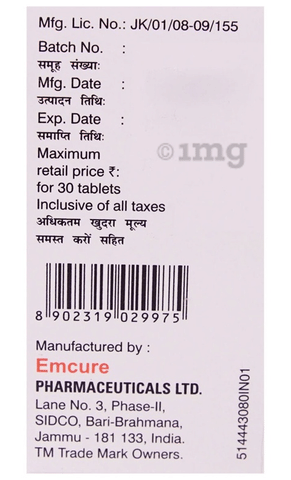 Mfg. Lic. No.: JK/01/08-09/155
Batch No. :
समूह संख्याः
Mfg. Date :
उत्पादन तिथिः
Exp. Date :
समाप्ति तिथिः
Maximum
retail price ₹:
for 30 tablets
Inclusive of all taxes
अधिकतम खुदरा मूल्य
समस्त करों सहित
©1mg
8 902319 029975
Manufactured by :
Emcure
PHARMACEUTICALS LTD.
Lane No. 3, Phase-II,
SIDCO, Bari-Brahmana,
Jammu - 181 133, India.
TM Trade Mark Owners.
514443080IN01